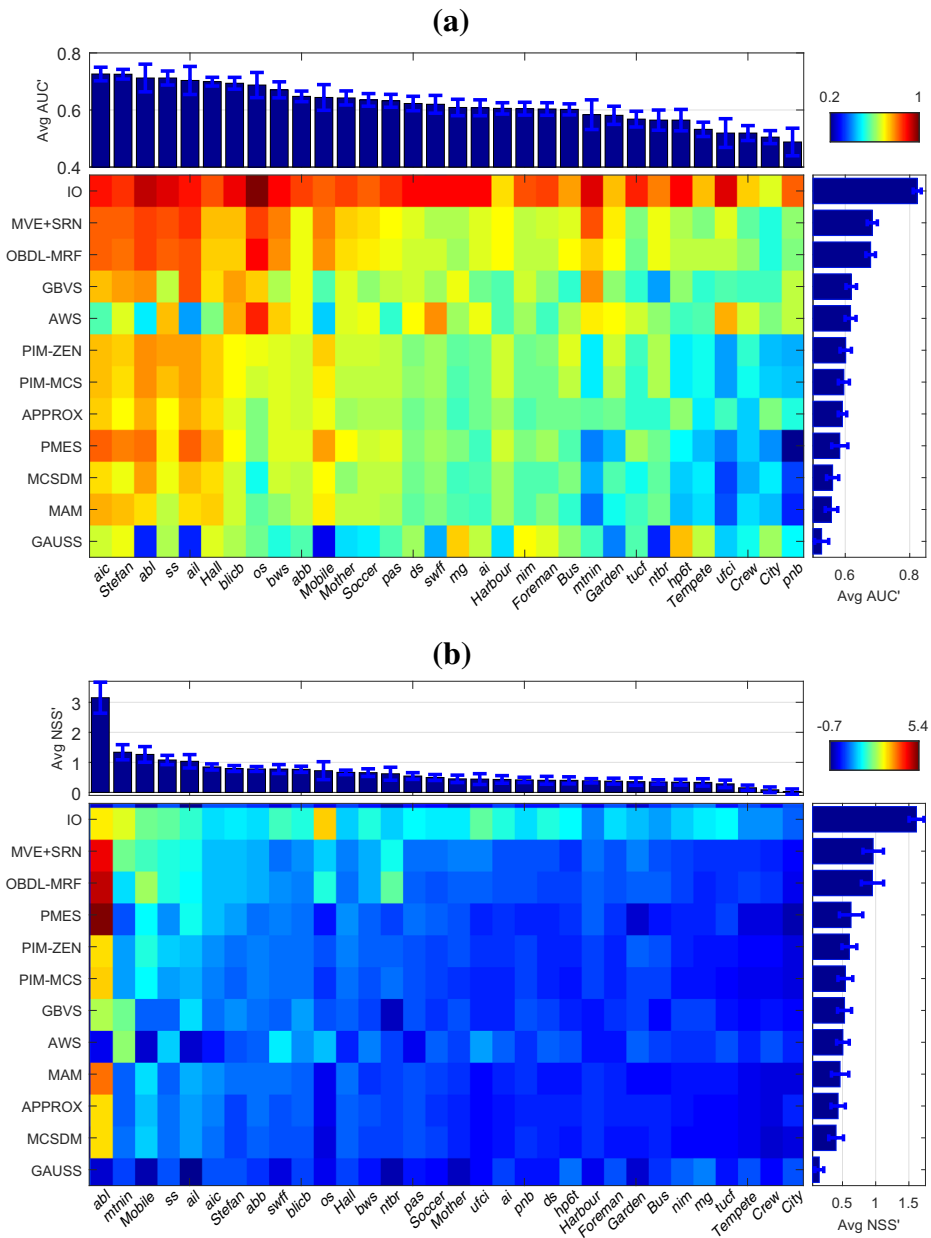 (a)
0.8
0.6
0.4
Avg AUC'
0.2 1
IO
MVE+SRN
OBDL-MRF
GBVS
AWS
PIM-ZEN
PIM-MCS
APPROX
PMES
MCSDM
MAM
GAUSS
aic Stefan abl ss ail Hall blicb os bws abb Mobile Mother Soccer pas ds swff mg ai Harbour nim Foreman Bus mtnin Garden tucf ntbr hp6t Tempete ufci Crew City pnb
0.6 0.8
Avg AUC'
(b)
3
2
1
0
Avg NSS'
-0.7 5.4
IO
MVE+SRN
OBDL-MRF
PMES
PIM-ZEN
PIM-MCS
GBVS
AWS
MAM
APPROX
MCSDM
GAUSS
abl mtnin Mobile ss ail aic Stefan abb swff blicb os Hall bws ntbr pas Soccer Mother ufci ai pnb ds hp6t Harbour Foreman Garden Bus nim mg tucf Tempete Crew City
0.5 1 1.5
Avg NSS'